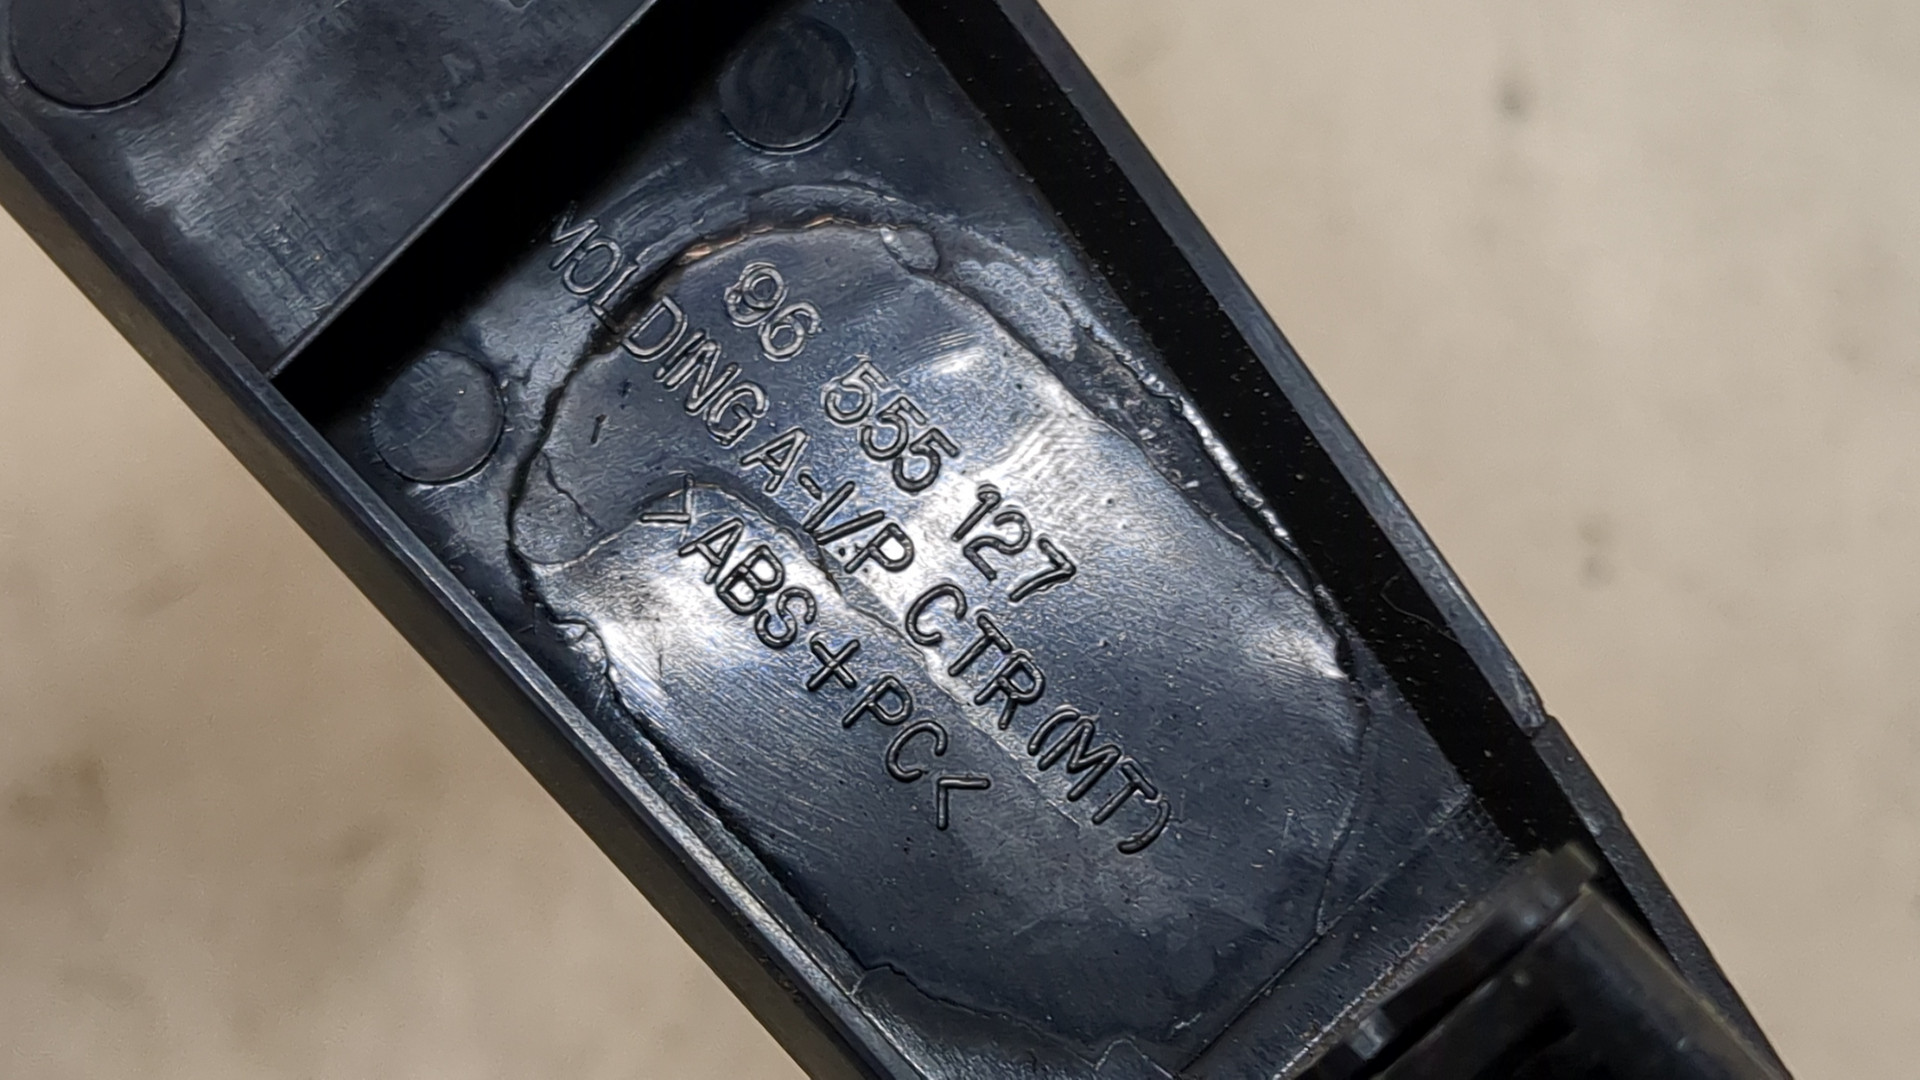 96 555 127
MOLDING A-I/P CTR(MT)
>ABS+PC<